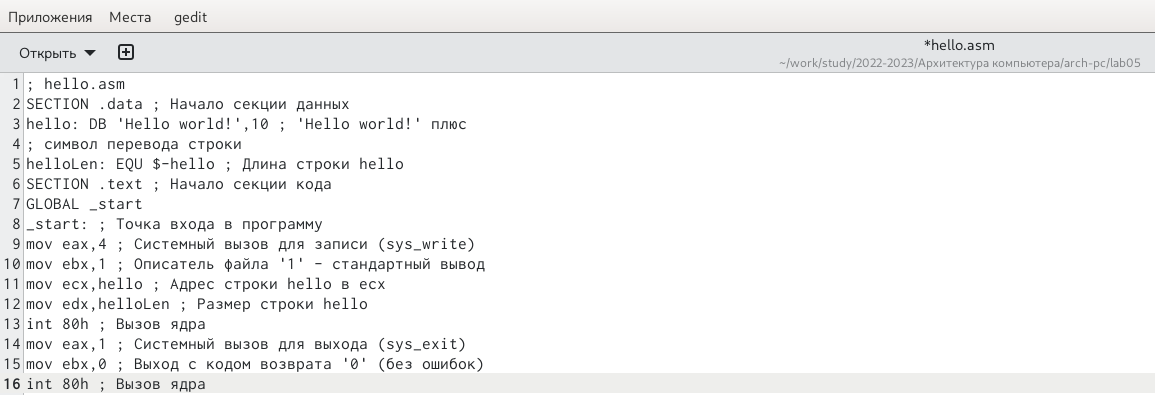 Приложения Места gedit
Открыть
*hello.asm
~/work/study/2022-2023/Архитектура компьютера/arch-pc/lab05
1 ; hello.asm
2 SECTION .data ; Начало секции данных
3 hello: DB 'Hello world!',10 ; 'Hello world!' плюс
4 ; символ перевода строки
5 helloLen: EQU $-hello ; Длина строки hello
6 SECTION .text ; Начало секции кода
7 GLOBAL _start
8 _start: ; Точка входа в программу
9 mov eax,4 ; Системный вызов для записи (sys_write)
10 mov ebx,1 ; Описатель файла '1' - стандартный вывод
11 mov ecx,hello ; Адрес строки hello в ecx
12 mov edx,helloLen ; Размер строки hello
13 int 80h ; Вызов ядра
14 mov eax,1 ; Системный вызов для выхода (sys_exit)
15 mov ebx,0 ; Выход с кодом возврата '0' (без ошибок)
16 int 80h ; Вызов ядра